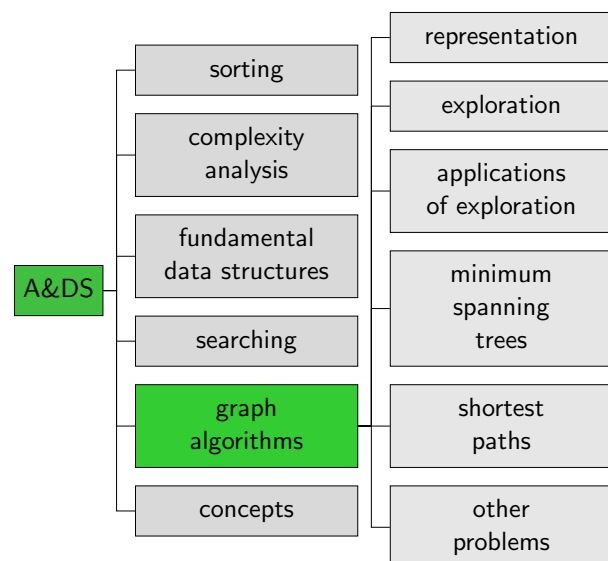 A&DS
sorting
complexity
analysis
fundamental
data structures
searching
graph
algorithms
concepts
representation
exploration
applications
of exploration
minimum
spanning
trees
shortest
paths
other
problems